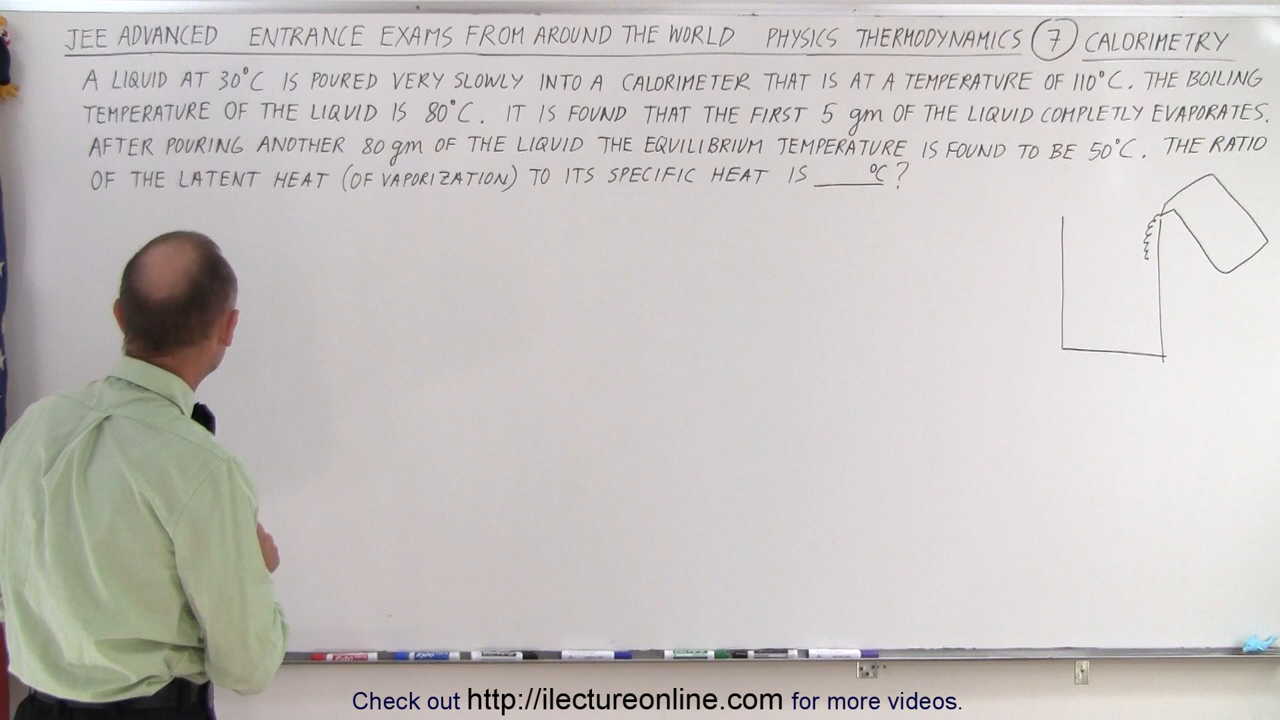 JEE ADVANCED ENTRANCE EXAMS FROM AROUND THE WORLD PHYSICS THERMODYNAMICS 7 CALORIMETRY
A LIQUID AT 30°C IS POURED VERY SLOWLY INTO A CALORIMETER THAT IS AT A TEMPERATURE OF 110°C. THE BOILING
TEMPERATURE OF THE LIQUID IS 80°C. IT IS FOUND THAT THE FIRST 5 gm OF THE LIQUID COMPLETLY EVAPORATES.
AFTER POURING ANOTHER 80 gm OF THE LIQUID THE EQUILIBRIUM TEMPERATURE IS FOUND TO BE 50°C. THE RATIO
OF THE LATENT HEAT (OF VAPORIZATION) TO ITS SPECIFIC HEAT IS ____°C?
Check out http://ilectureonline.com for more videos.